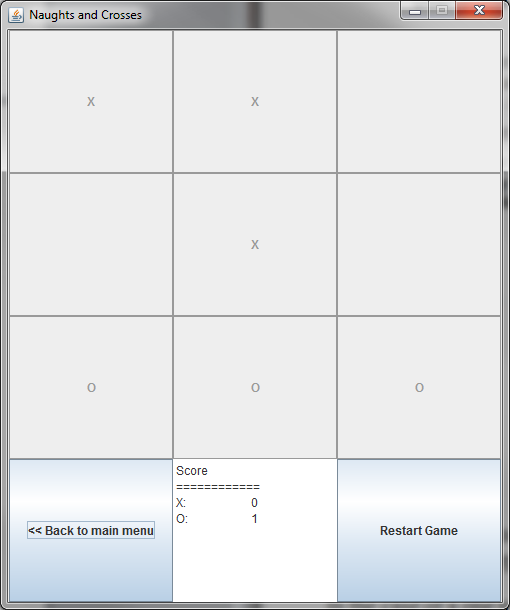 Naughts and Crosses
X X
X
O O O
Score
============
X: 0
O: 1
<< Back to main menu
Restart Game